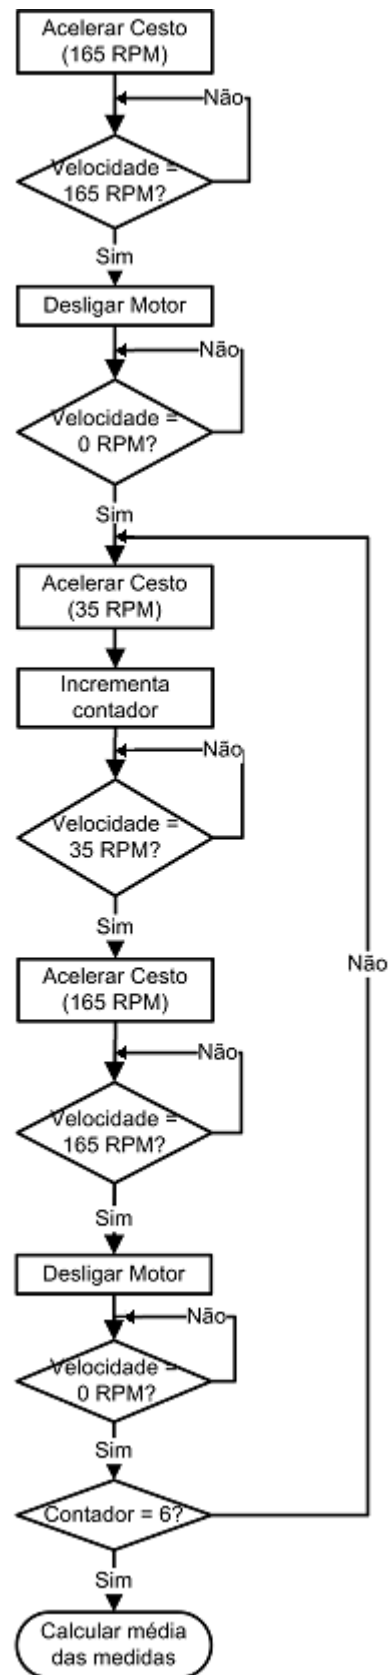 Acelerar Cesto
(165 RPM)
Não
Velocidade =
165 RPM?
Sim
Desligar Motor
Não
Velocidade =
0 RPM?
Sim
Acelerar Cesto
(35 RPM)
Incrementa
contador
Não
Velocidade =
35 RPM?
Sim
Acelerar Cesto
(165 RPM)
Não
Não
Velocidade =
165 RPM?
Sim
Desligar Motor
Não
Velocidade =
0 RPM?
Sim
Contador = 6?
Sim
Calcular média
das medidas